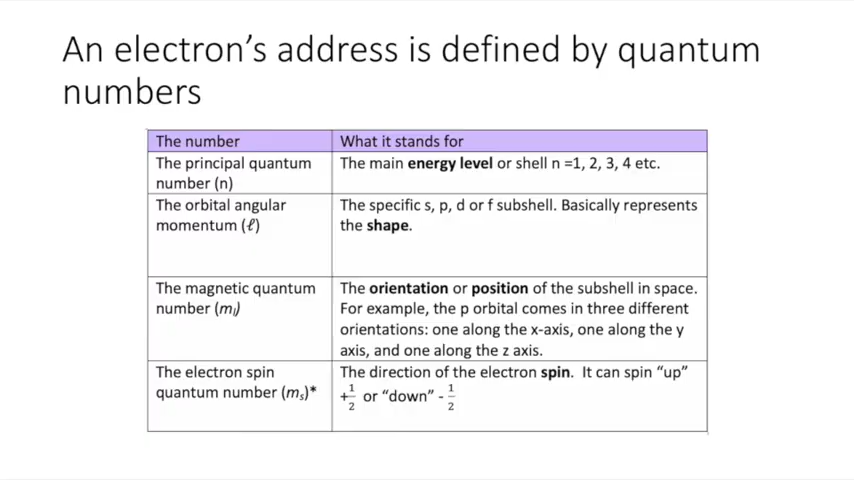 An electron’s address is defined by quantum
numbers
The number
What it stands for
The principal quantum
number (n)
The main energy level or shell n =1, 2, 3, 4 etc.
The orbital angular
momentum (ℓ)
The specific s, p, d or f subshell. Basically represents
the shape.
The magnetic quantum
number (mₗ)
The orientation or position of the subshell in space.
For example, the p orbital comes in three different
orientations: one along the x-axis, one along the y
axis, and one along the z axis.
The electron spin
quantum number (mₛ)*
The direction of the electron spin.  It can spin “up”
+1/2 or “down” - 1/2